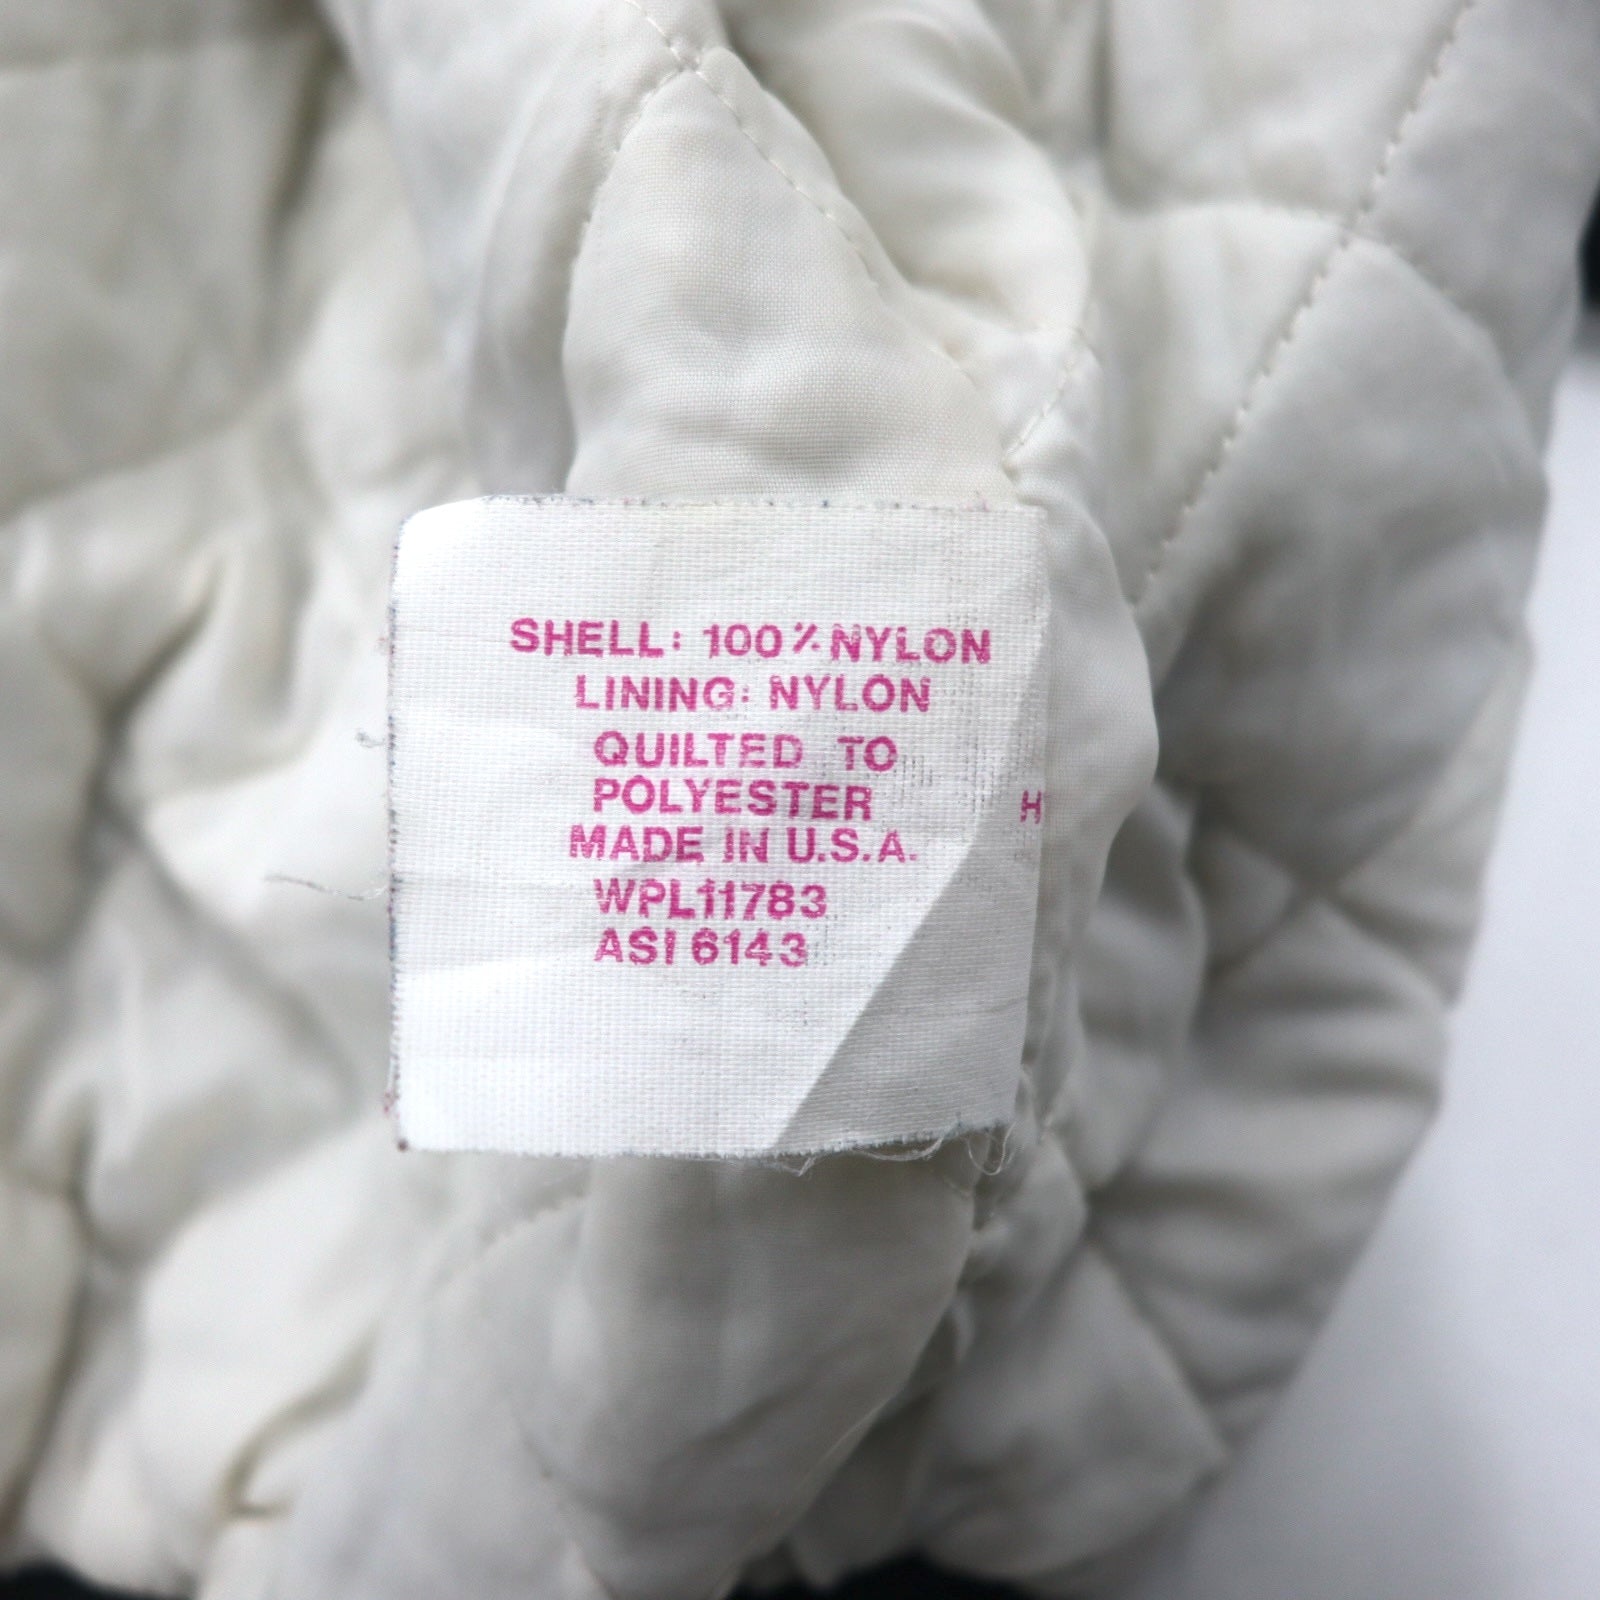 SHELL: 100% NYLON
LINING: NYLON
QUILTED TO
POLYESTER
H
MADE IN U.S.A.
WPL11783
ASI 6143